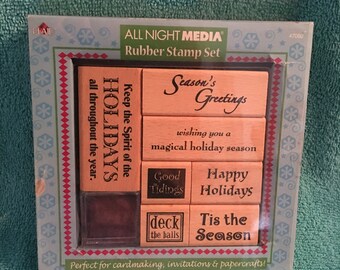 ALL NIGHT MEDIA®
Rubber Stamp Set
Keep the Spirit of the
HOLIDAYS
all throughout the year
Season's
Greetings
wishing you a
magical holiday season
Good
Tidings
Happy
Holidays
deck
the halls
Tis the
Season
Perfect for cardmaking, invitations & papercrafts!